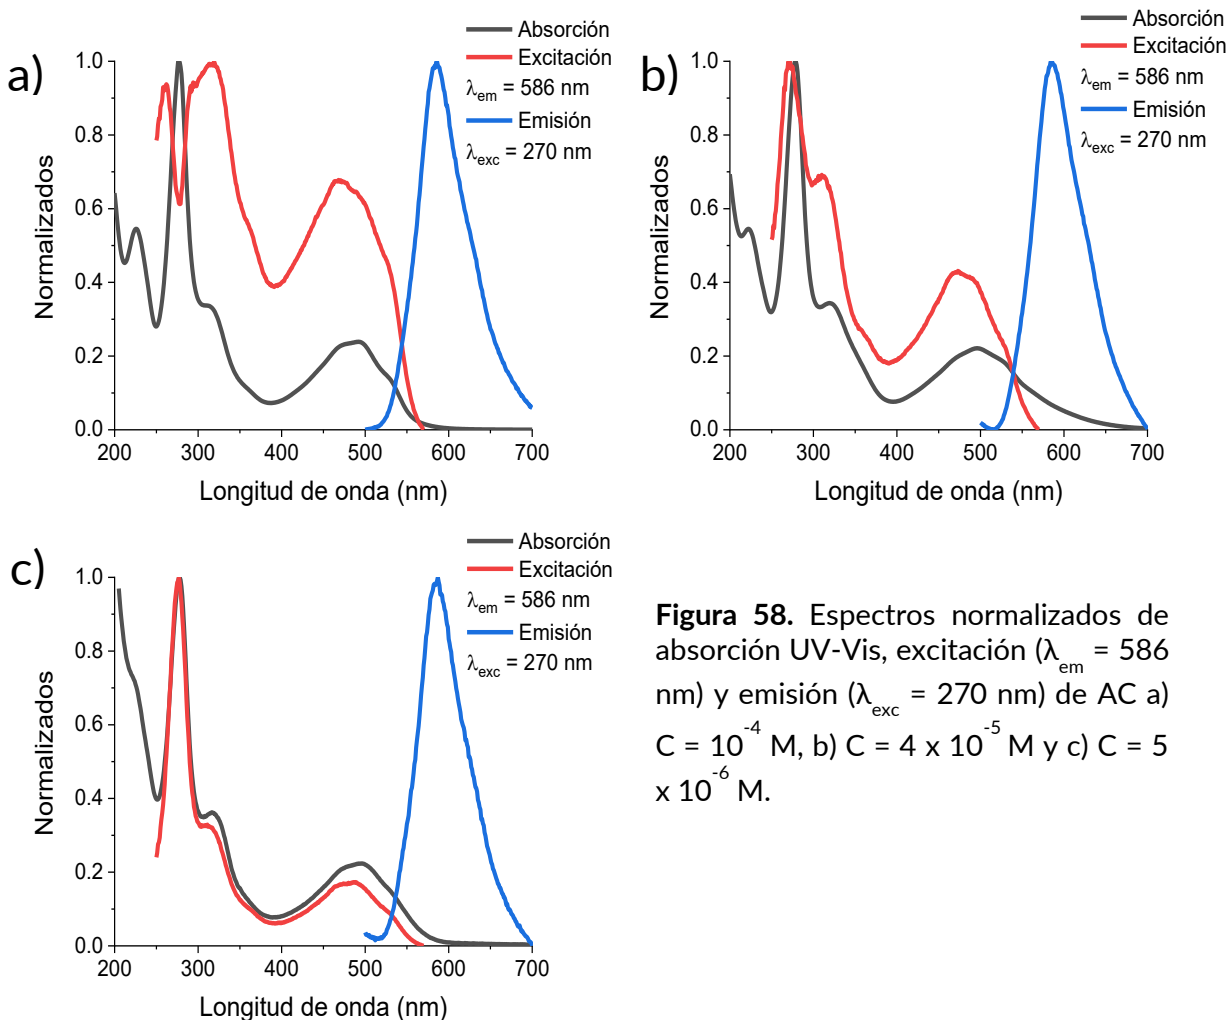 a)
Absorción
Excitación
λem = 586 nm
Emisión
λexc = 270 nm
Normalizados
1.0
0.8
0.6
0.4
0.2
0.0
200 300 400 500 600 700
Longitud de onda (nm)
b)
Absorción
Excitación
λem = 586 nm
Emisión
λexc = 270 nm
Normalizados
1.0
0.8
0.6
0.4
0.2
0.0
200 300 400 500 600 700
Longitud de onda (nm)
c)
Absorción
Excitación
λem = 586 nm
Emisión
λexc = 270 nm
Normalizados
1.0
0.8
0.6
0.4
0.2
0.0
200 300 400 500 600 700
Longitud de onda (nm)
Figura 58. Espectros normalizados de
absorción UV-Vis, excitación (λem = 586
nm) y emisión (λexc = 270 nm) de AC a)
C = 10-4 M, b) C = 4 x 10-5 M y c) C = 5
x 10-6 M.